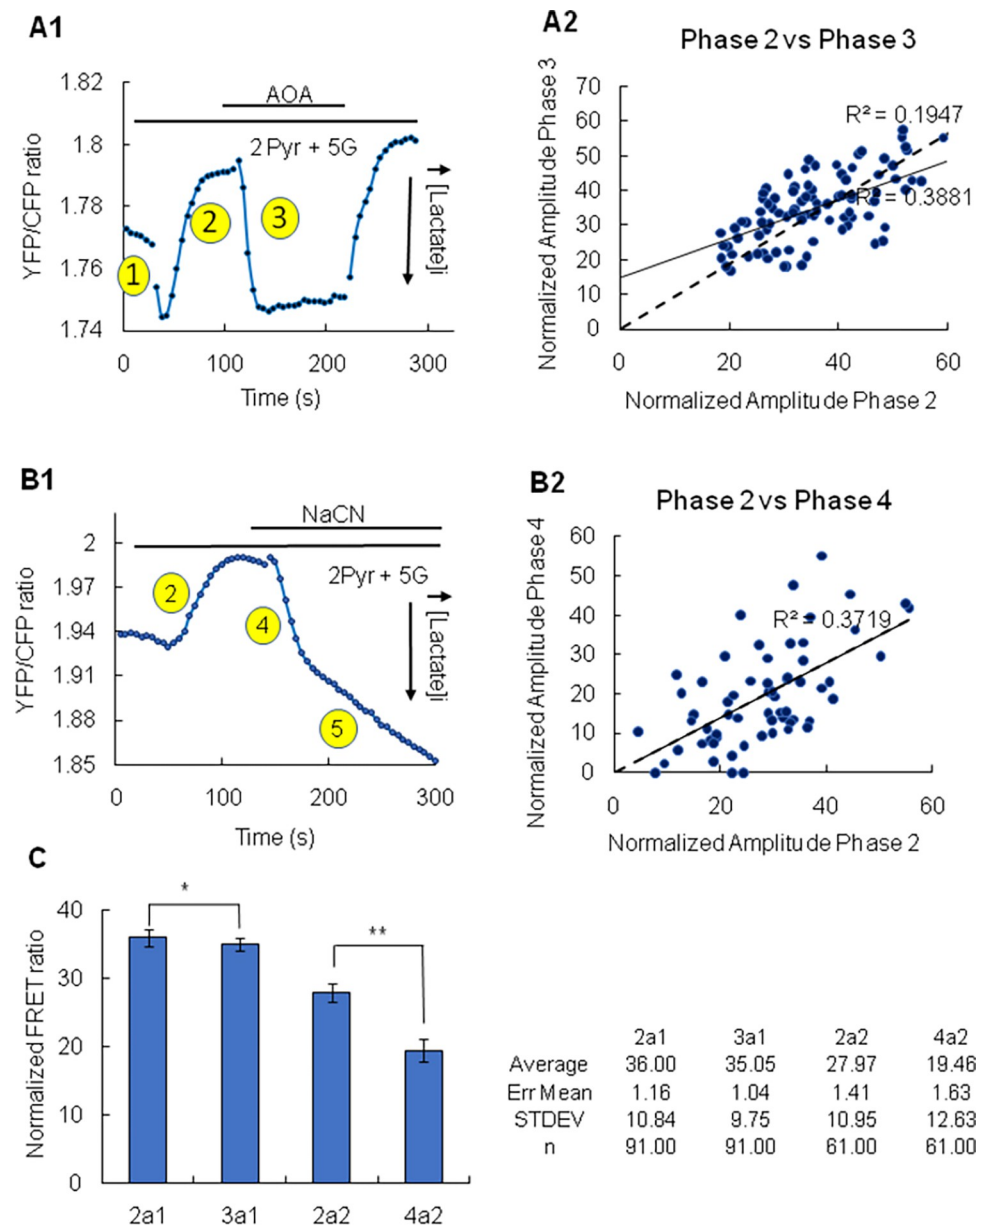 A1
1.82
1.8
1.78
1.76
1.74
YFP/CFP ratio
AOA
2Pyr + 5G
[Lactate]i
1
2
3
0 100 200 300
Time (s)
A2
Phase 2 vs Phase 3
Normalized Amplitude Phase 3
70
60
50
40
30
20
10
0
R² = 0.1947
R² = 0.3881
0 20 40 60
Normalized Amplitude Phase 2
B1
2
1.97
1.94
1.91
1.88
1.85
YFP/CFP ratio
NaCN
2Pyr + 5G
[Lactate]i
2
4
5
0 100 200 300
Time (s)
B2
Phase 2 vs Phase 4
Normalized Amplitude Phase 4
60
50
40
30
20
10
0
R² = 0.3719
0 20 40 60
Normalized Amplitude Phase 2
C
Normalized FRET ratio
40
30
20
10
0
*
**
2a1 3a1 2a2 4a2
2a1 3a1 2a2 4a2
Average 36.00 35.05 27.97 19.46
Err Mean 1.16 1.04 1.41 1.63
STDEV 10.84 9.75 10.95 12.63
n 91.00 91.00 61.00 61.00